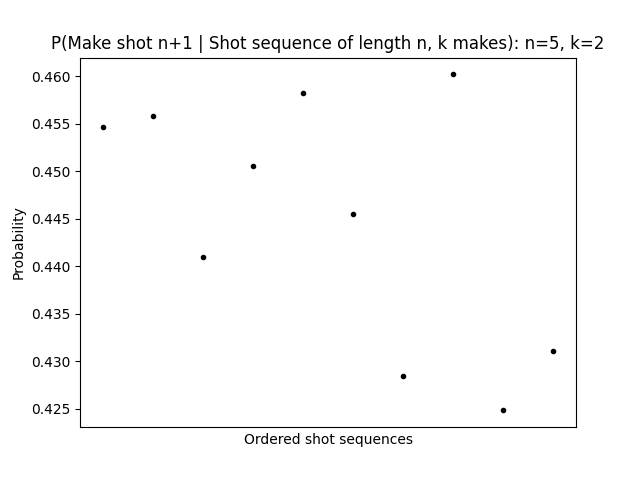 P(Make shot n+1 | Shot sequence of length n, k makes): n=5, k=2
0.460
0.455
0.450
0.445
0.440
0.435
0.430
0.425
Probability
Ordered shot sequences